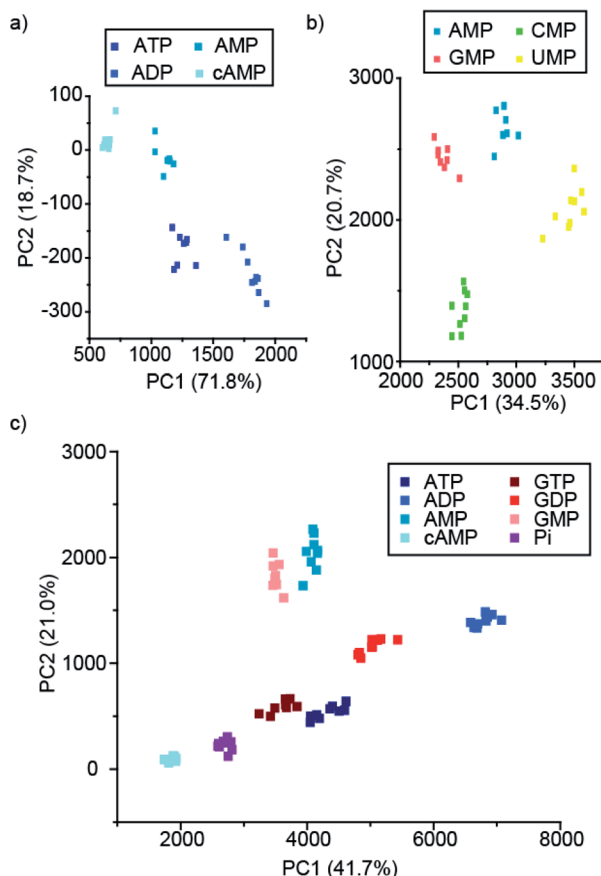 a)
ATP AMP
ADP cAMP
100
0
-100
-200
-300
PC2 (18.7%)
500 1000 1500 2000
PC1 (71.8%)
b)
AMP CMP
GMP UMP
3000
2000
1000
PC2 (20.7%)
2000 2500 3000 3500
PC1 (34.5%)
c)
ATP GTP
ADP GDP
AMP GMP
cAMP Pi
3000
2000
1000
0
PC2 (21.0%)
2000 4000 6000 8000
PC1 (41.7%)